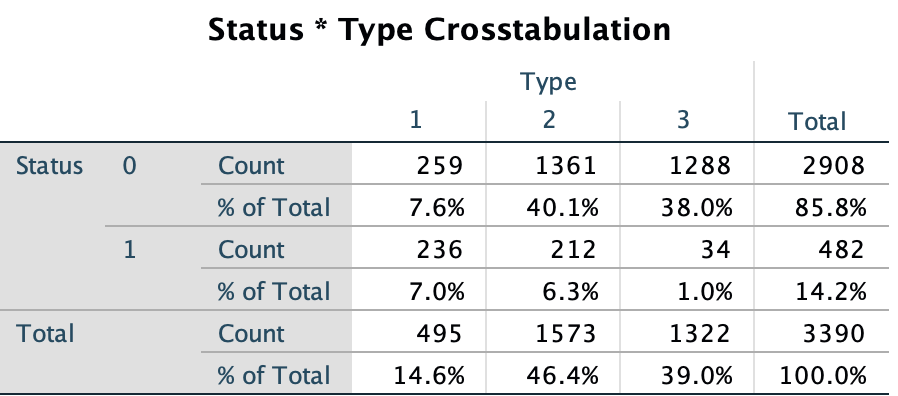 Status * Type Crosstabulation
Type
1 2 3 Total
Status 0 Count 259 1361 1288 2908
% of Total 7.6% 40.1% 38.0% 85.8%
1 Count 236 212 34 482
% of Total 7.0% 6.3% 1.0% 14.2%
Total Count 495 1573 1322 3390
% of Total 14.6% 46.4% 39.0% 100.0%